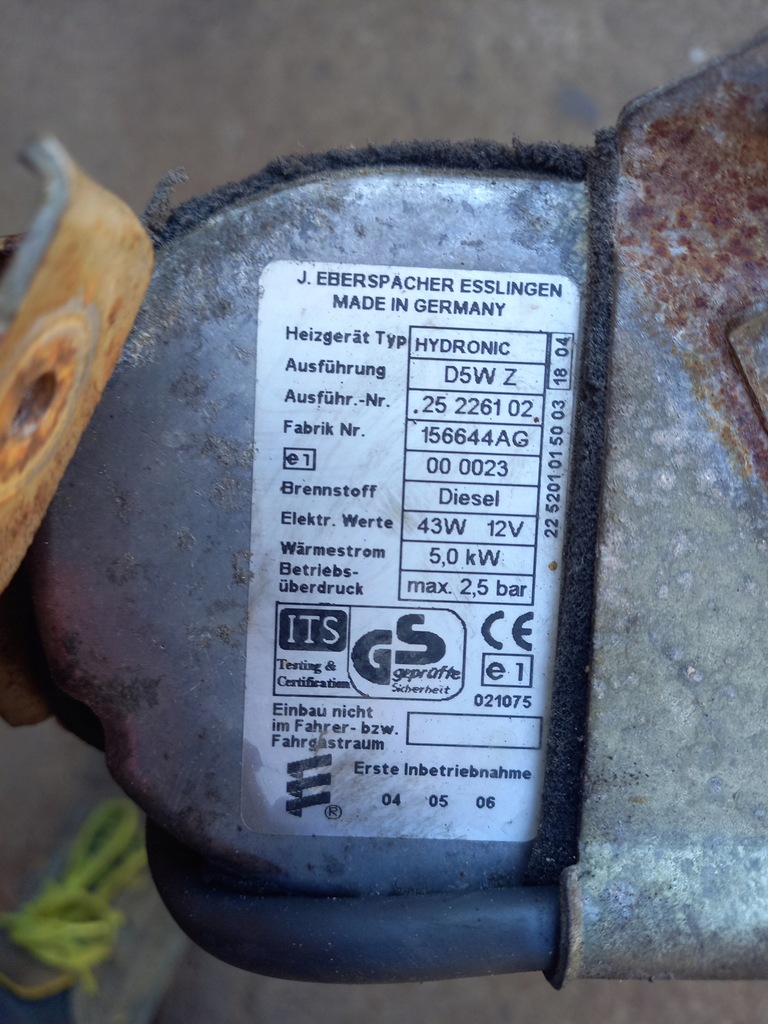 J. EBERSPÄCHER ESSLINGEN
MADE IN GERMANY
Heizgerät Typ HYDRONIC
Ausführung D5W Z
Ausführ.-Nr. .25 2261 02.
Fabrik Nr. 156644AG
e1 00 0023
Brennstoff Diesel
Elektr. Werte 43W 12V
Wärmestrom 5,0 kW
Betriebs-
überdruck max. 2,5 bar
22 5201 01 50 03 18 04
ITS
Testing &
Certification
GS
geprüfte
Sicherheit
CE
e1
021075
Einbau nicht
im Fahrer- bzw.
Fahrgastraum
Erste Inbetriebnahme
®
04 05 06